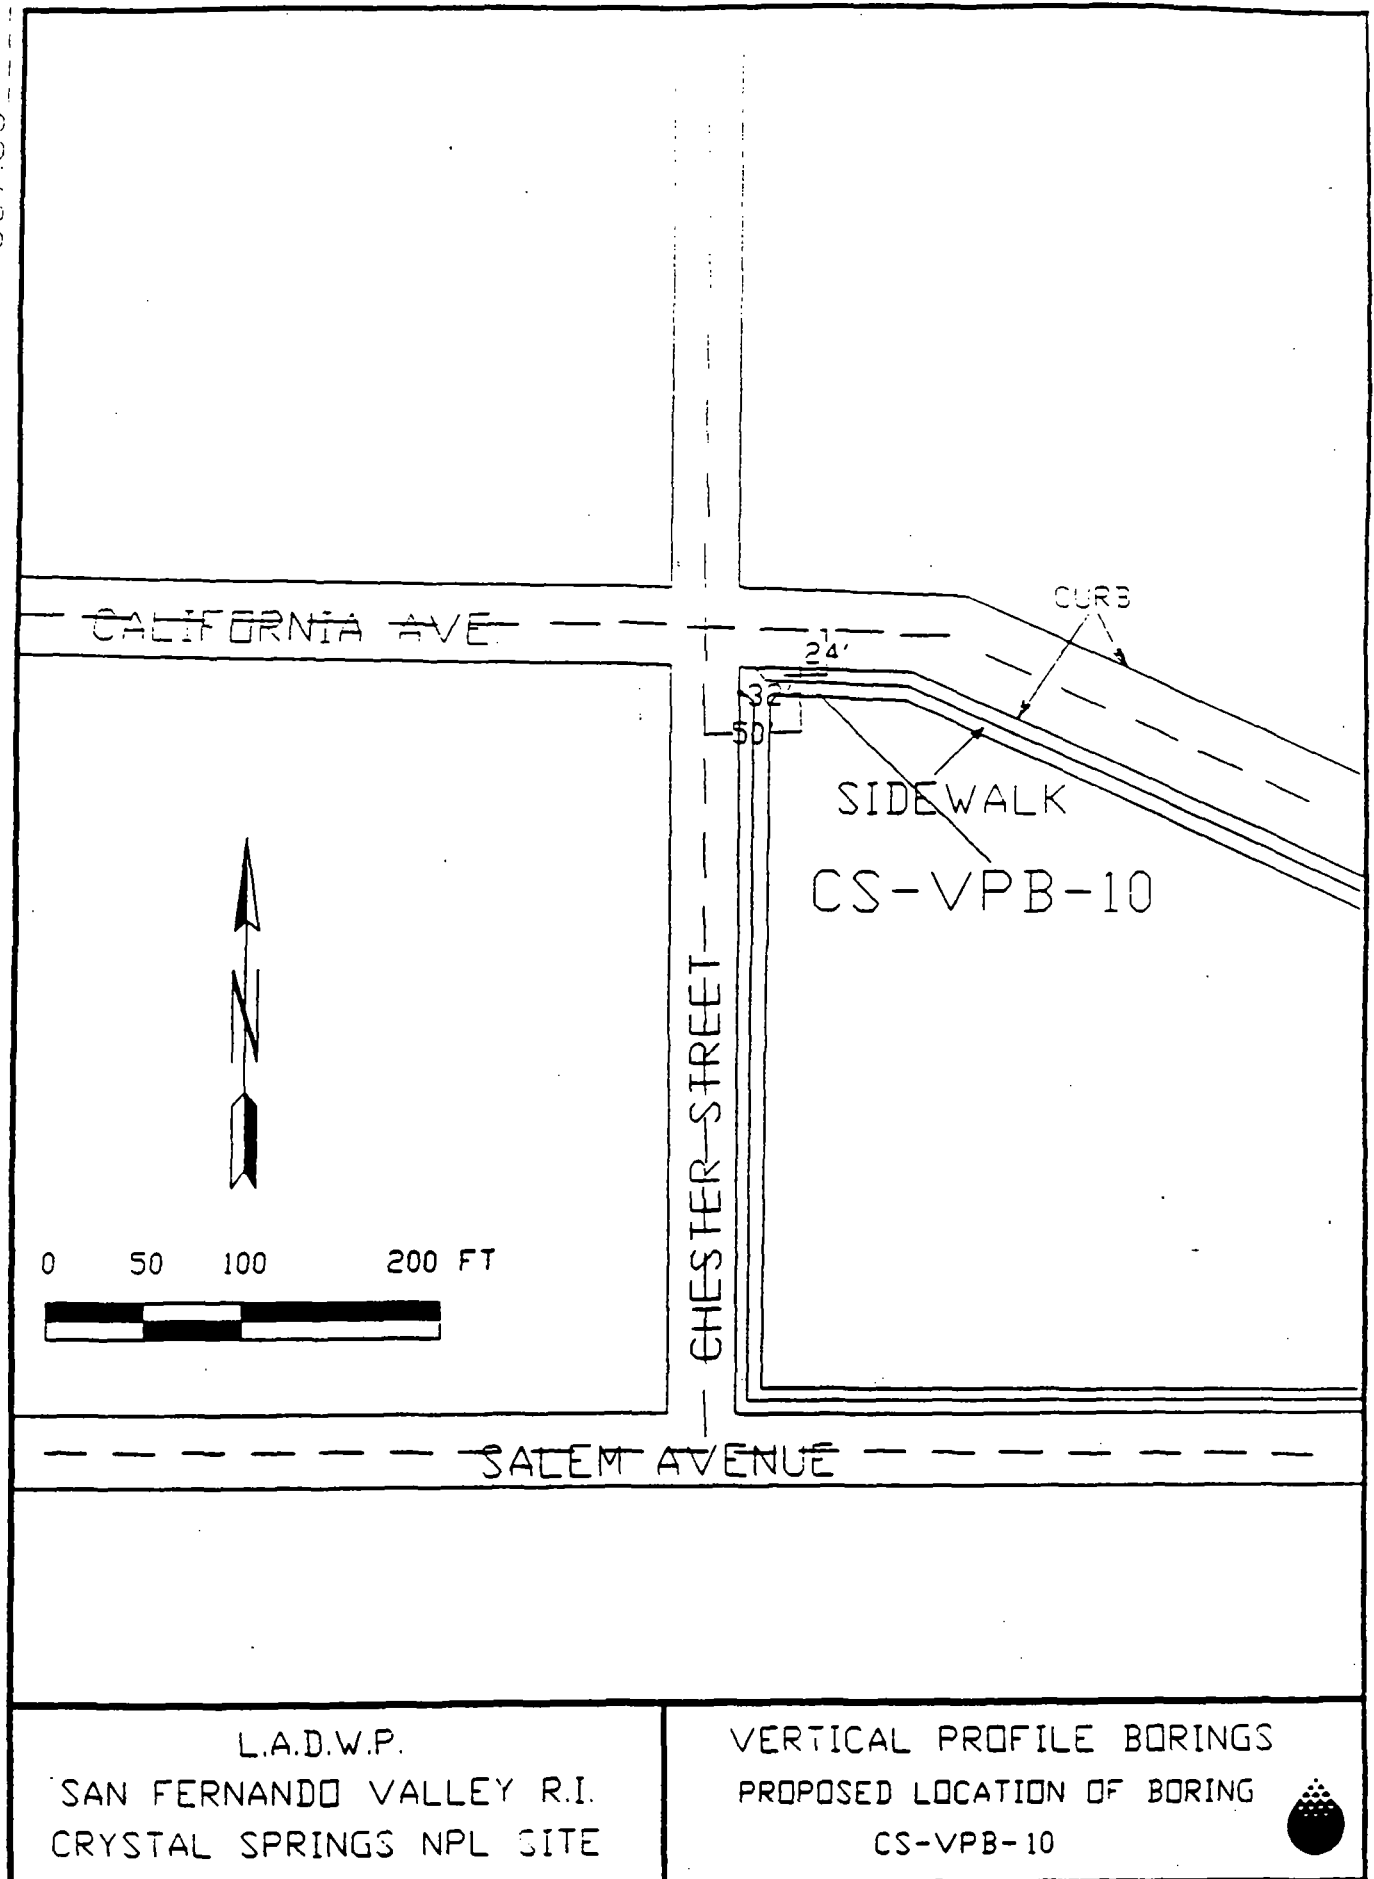 CURB
CALIFORNIA AVE.
24'
32'
50'
SIDEWALK
CS-VPB-10
N
CHESTER STREET
0 50 100 200 FT
SALEM AVENUE
L.A.D.W.P.
SAN FERNANDO VALLEY R.I.
CRYSTAL SPRINGS NPL SITE
VERTICAL PROFILE BORINGS
PROPOSED LOCATION OF BORING
CS-VPB-10